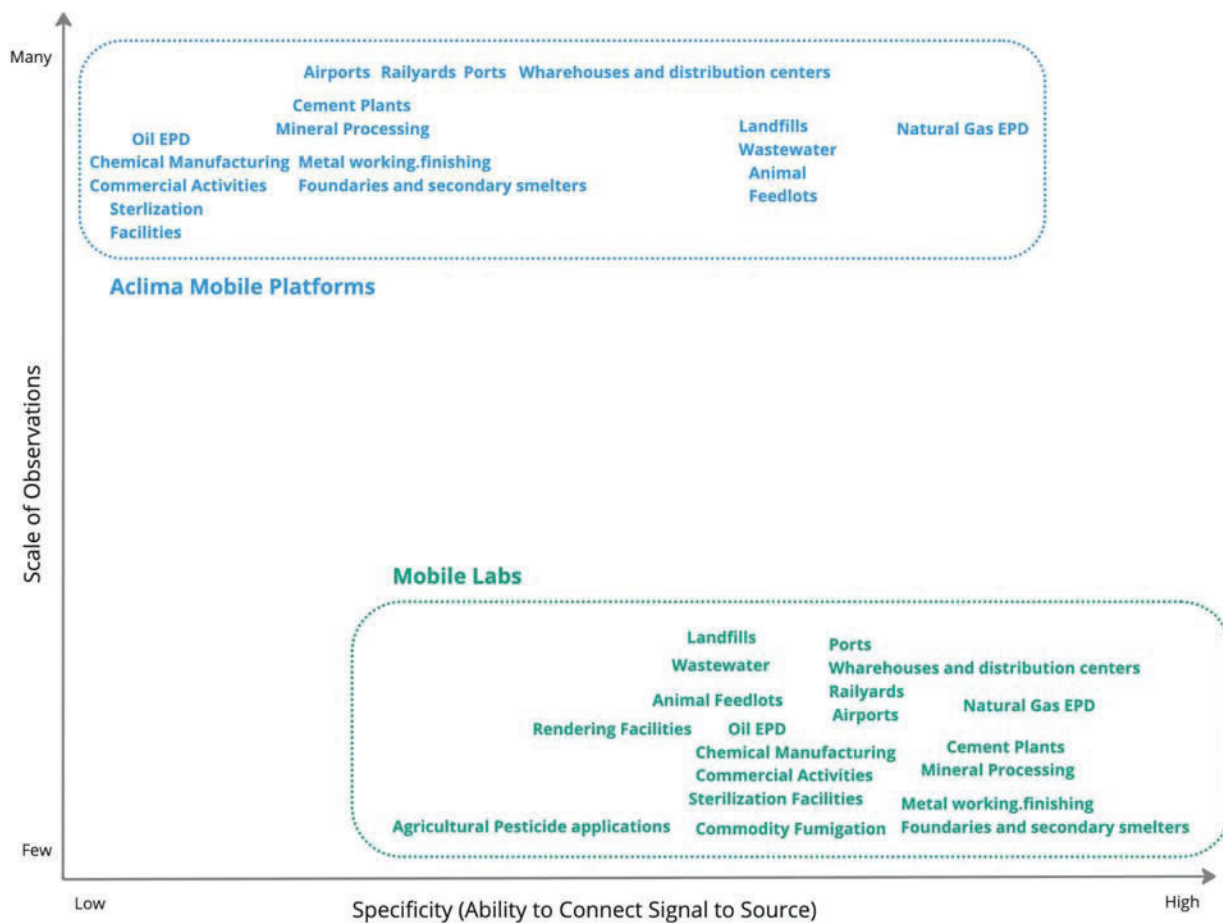 Many
Airports Railyards Ports Wharehouses and distribution centers
Cement Plants
Mineral Processing
Oil EPD
Chemical Manufacturing
Commercial Activities
Sterlization
Facilities
Metal working.finishing
Foundaries and secondary smelters
Landfills
Wastewater
Animal
Feedlots
Natural Gas EPD
Aclima Mobile Platforms
Scale of Observations
Mobile Labs
Landfills
Wastewater
Animal Feedlots
Rendering Facilities
Oil EPD
Chemical Manufacturing
Commercial Activities
Sterilization Facilities
Agricultural Pesticide applications
Commodity Fumigation
Ports
Wharehouses and distribution centers
Railyards
Airports
Natural Gas EPD
Cement Plants
Mineral Processing
Metal working.finishing
Foundaries and secondary smelters
Few
Low
Specificity (Ability to Connect Signal to Source)
High